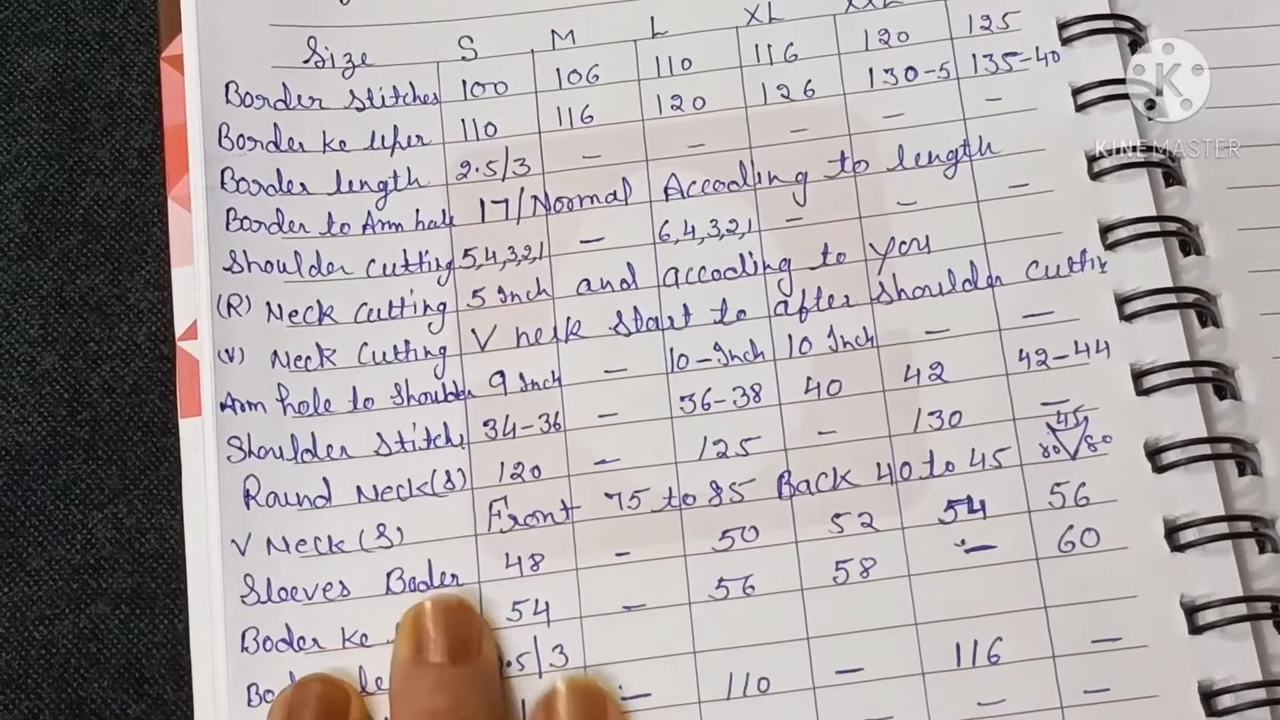 Size S M L XL XXL
Border stitches 100 106 110 116 120 125
Border ke uper 110 116 120 126 130-5 135-40
Border length 2.5/3 - - - - -
Border to Arm hole 17/Normal Accoding to length
Shoulder cutting 5,4,3,2,1 - 6,4,3,2,1 - - -
(R) Neck Cutting 5 Inch and accoding to you
(V) Neck Cutting V neck start to after shoulder cuttin
Arm hole to Shoulder 9 Inch - 10-Inch 10 Inch - -
Shoulder Stitch 34-36 - 36-38 40 42 42-44
Round Neck(S) 120 - 125 - 130 -
V Neck (S) Front 75 to 85 Back 40 to 45 80 45 80
Sleeves Boder 48 - 50 52 54 56
Boder ke 54 - 56 58 - 60
.5/3
- 110 - 116 -
- - -
KINEMASTER